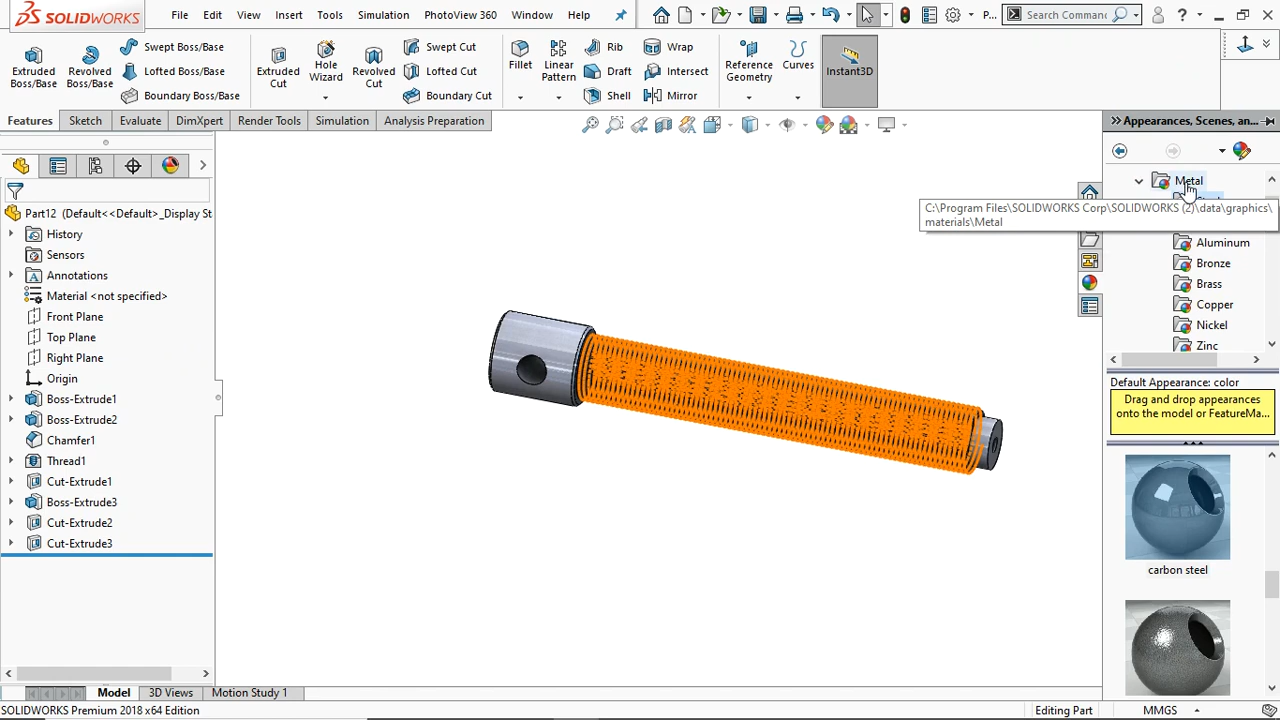 SOLIDWORKS
File Edit View Insert Tools Simulation PhotoView 360 Window Help
P... Search Command
Extruded Boss/Base
Revolved Boss/Base
Swept Boss/Base
Lofted Boss/Base
Boundary Boss/Base
Extruded Cut
Hole Wizard
Revolved Cut
Swept Cut
Lofted Cut
Boundary Cut
Fillet
Linear Pattern
Rib
Draft
Shell
Wrap
Intersect
Mirror
Reference Geometry
Curves
Instant3D
Features Sketch Evaluate DimXpert Render Tools Simulation Analysis Preparation
Part12 (Default<<Default>_Display St
History
Sensors
Annotations
Material <not specified>
Front Plane
Top Plane
Right Plane
Origin
Boss-Extrude1
Boss-Extrude2
Chamfer1
Thread1
Cut-Extrude1
Boss-Extrude3
Cut-Extrude2
Cut-Extrude3
Appearances, Scenes, an...
Metal
C:\Program Files\SOLIDWORKS Corp\SOLIDWORKS (2)\data\graphics\
materials\Metal
Aluminum
Bronze
Brass
Copper
Nickel
Zinc
Default Appearance: color
Drag and drop appearances
onto the model or FeatureMa...
carbon steel
Model 3D Views Motion Study 1
SOLIDWORKS Premium 2018 x64 Edition
Editing Part MMGS